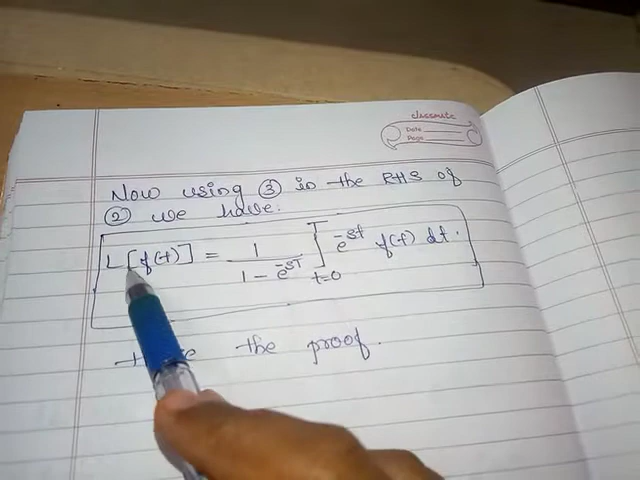 classmate
Date
Page
Now using ③ in the RHS of
② we have.
L[f(t)] = 1/(1 - e^{-sT}) ∫_{t=0}^{T} e^{-st} f(t) dt.
the proof.